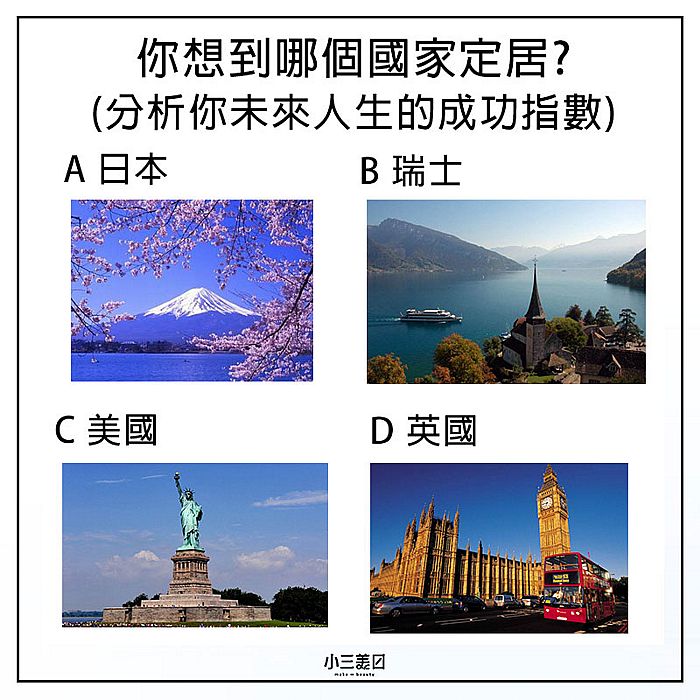 你想到哪個國家定居?
(分析你未來人生的成功指數)
A 日本
B 瑞士
C 美國
D 英國
小三美日
make • beauty